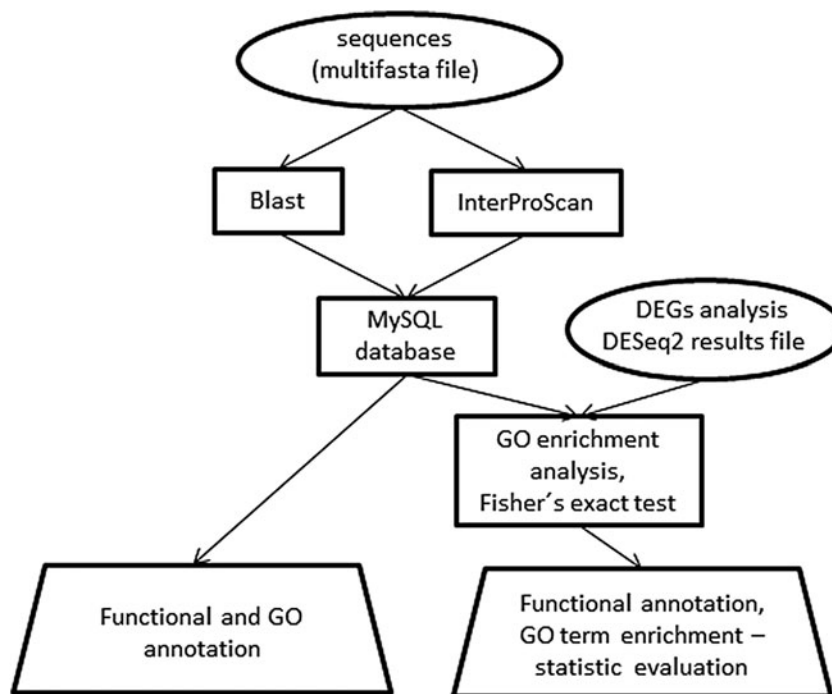 sequences
(multifasta file)
Blast
InterProScan
MySQL
database
DEGs analysis
DESeq2 results file
GO enrichment
analysis,
Fisher´s exact test
Functional and GO
annotation
Functional annotation,
GO term enrichment –
statistic evaluation